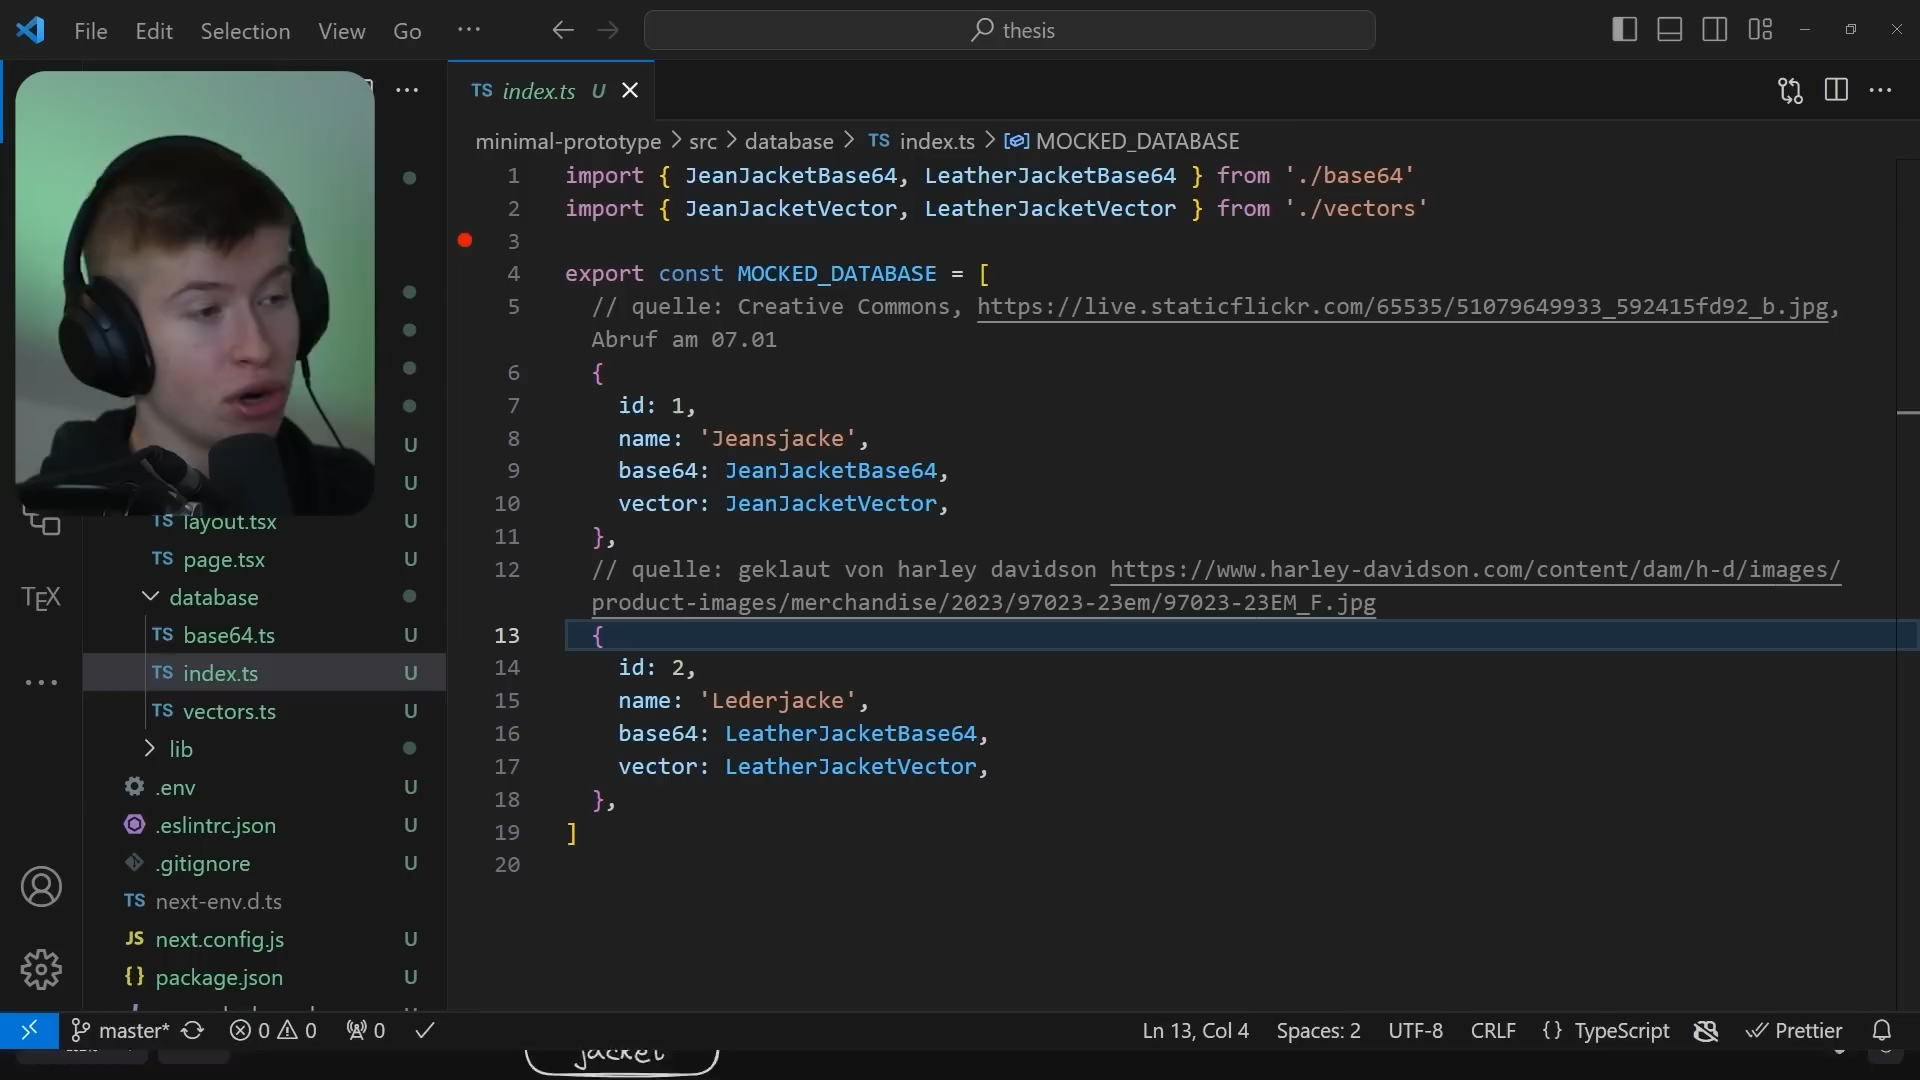 File Edit Selection View Go ... thesis
TS index.ts U
minimal-prototype > src > database > TS index.ts > MOCKED_DATABASE
1 import { JeanJacketBase64, LeatherJacketBase64 } from './base64'
2 import { JeanJacketVector, LeatherJacketVector } from './vectors'
3
4 export const MOCKED_DATABASE = [
5 // quelle: Creative Commons, https://live.staticflickr.com/65535/51079649933_592415fd92_b.jpg,
Abruf am 07.01
6 {
7 id: 1,
8 name: 'Jeansjacke',
9 base64: JeanJacketBase64,
10 vector: JeanJacketVector,
11 },
12 // quelle: geklaut von harley davidson https://www.harley-davidson.com/content/dam/h-d/images/
product-images/merchandise/2023/97023-23em/97023-23EM_F.jpg
13 {
14 id: 2,
15 name: 'Lederjacke',
16 base64: LeatherJacketBase64,
17 vector: LeatherJacketVector,
18 },
19 ]
20
U
U
TS layout.tsx U
TS page.tsx U
database
TS base64.ts U
TS index.ts U
TS vectors.ts U
lib
.env U
.eslintrc.json U
.gitignore U
TS next-env.d.ts
JS next.config.js U
{} package.json U
TEX
master* 0 0 0 Ln 13, Col 4 Spaces: 2 UTF-8 CRLF {} TypeScript Prettier
jacket